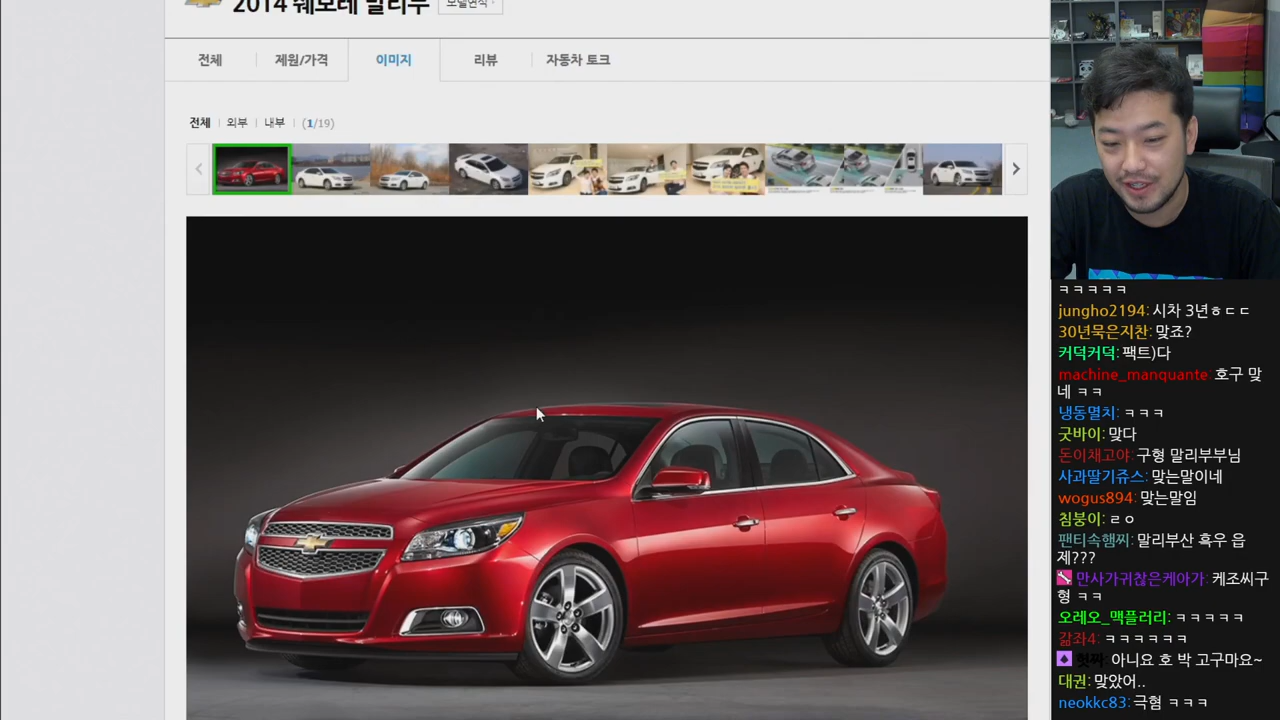 2014 쉐보레 말리부 모델연식
전체 제원/가격 이미지 리뷰 자동차 토크
전체 외부 내부 (1/19)
ㅋㅋㅋㅋㅋ
jungho2194: 시차 3년ㅎㄷㄷ
30년묵은지찬: 맞죠?
커덕커덕: 팩트)다
machine_manquante: 호구 맞
네 ㅋㅋ
냉동멸치: ㅋㅋㅋ
굿바이: 맞다
돈이채고야: 구형 말리부부님
사과딸기쥬스: 맞는말이네
wogus894: 맞는말임
침붕이: ㄹㅇ
팬티속햄찌: 말리부산 흑우 읍
제???
만사가귀찮은케아가: 케조씨구
형 ㅋㅋ
오레오_맥플러리: ㅋㅋㅋㅋㅋ
갊좌4: ㅋㅋㅋㅋㅋㅋ
헛짜: 아니요 호 박 고구마요~
대권: 맞았어..
neokkc83: 극혐 ㅋㅋㅋ